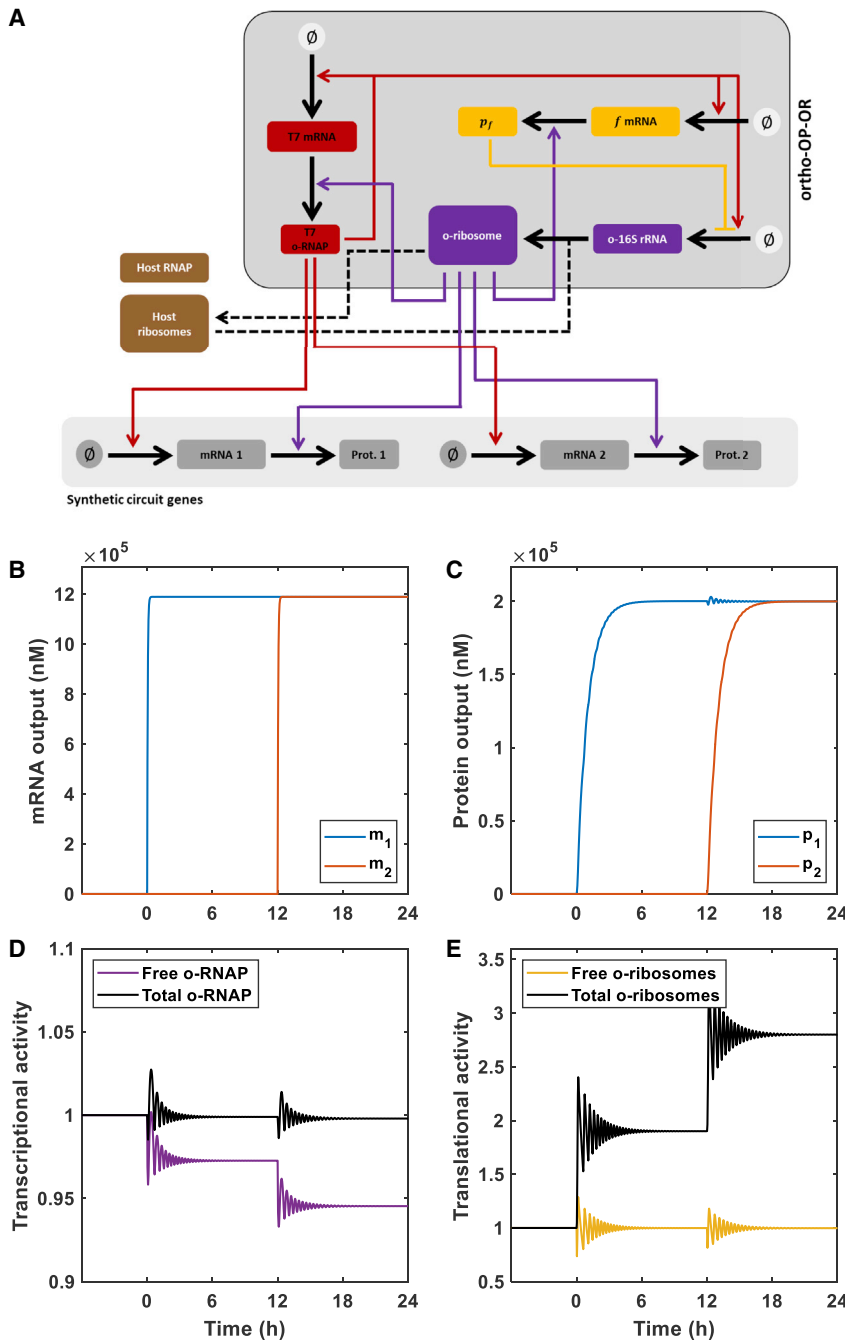 A
∅
T7 mRNA
p_f
f mRNA
∅
ortho-OP-OR
T7
o-RNAP
o-ribosome
o-16S rRNA
∅
Host RNAP
Host
ribosomes
∅
mRNA 1
Prot. 1
∅
mRNA 2
Prot. 2
Synthetic circuit genes
B
×10^5
mRNA output (nM)
12
10
8
6
4
2
0
0
6
12
18
24
m_1
m_2
C
×10^5
Protein output (nM)
2
1.5
1
0.5
0
0
6
12
18
24
p_1
p_2
D
Transcriptional activity
1.1
1.05
1
0.95
0.9
Free o-RNAP
Total o-RNAP
0
6
12
18
24
Time (h)
E
Translational activity
3.5
3
2.5
2
1.5
1
0.5
Free o-ribosomes
Total o-ribosomes
0
6
12
18
24
Time (h)